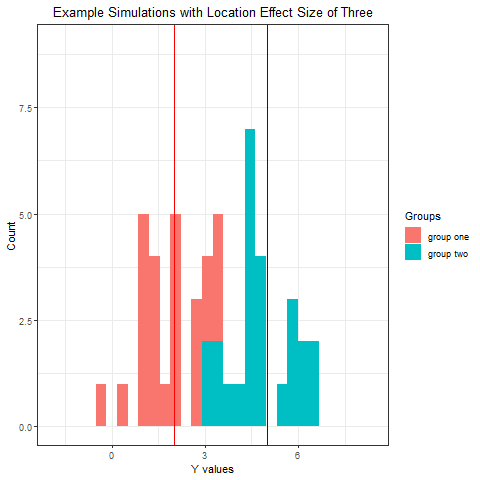 Example Simulations with Location Effect Size of Three
7.5
5.0
2.5
0.0
Count
0 3 6
Y values
Groups
group one
group two